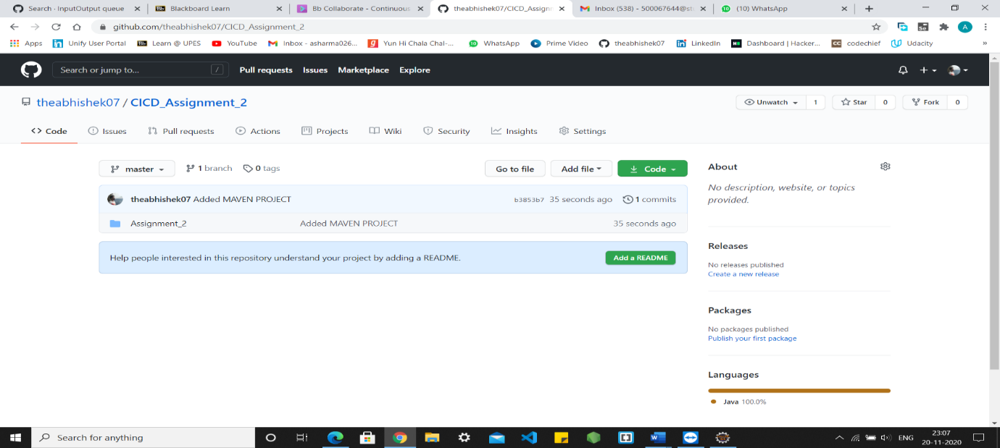 Search · InputOutput queue
Blackboard Learn
Bb Collaborate - Continuous
theabhishek07/CICD_Assignm
Inbox (538) - 500067644@st
(10) WhatsApp
github.com/theabhishek07/CICD_Assignment_2
Apps Unify User Portal Learn @ UPES YouTube Inbox - asharma026... Yun Hi Chala Chal-... WhatsApp Prime Video theabhishek07 LinkedIn Dashboard | Hacker... codechief Udacity »
Search or jump to... / Pull requests Issues Marketplace Explore
theabhishek07 / CICD_Assignment_2
Unwatch 1 Star 0 Fork 0
Code Issues Pull requests Actions Projects Wiki Security Insights Settings
master 1 branch 0 tags Go to file Add file Code
theabhishek07 Added MAVEN PROJECT b3853b7 35 seconds ago 1 commits
Assignment_2 Added MAVEN PROJECT 35 seconds ago
Help people interested in this repository understand your project by adding a README. Add a README
About
No description, website, or topics
provided.
Releases
No releases published
Create a new release
Packages
No packages published
Publish your first package
Languages
Java 100.0%
Search for anything
ENG
23:07
20-11-2020